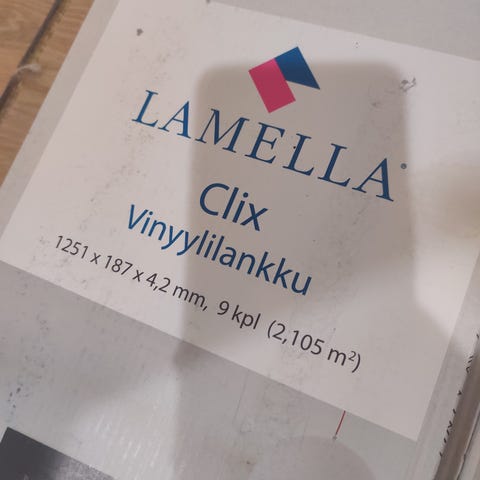 LAMELLA®
Clix
Vinyylilankku
1251 x 187 x 4,2 mm, 9 kpl (2,105 m²)